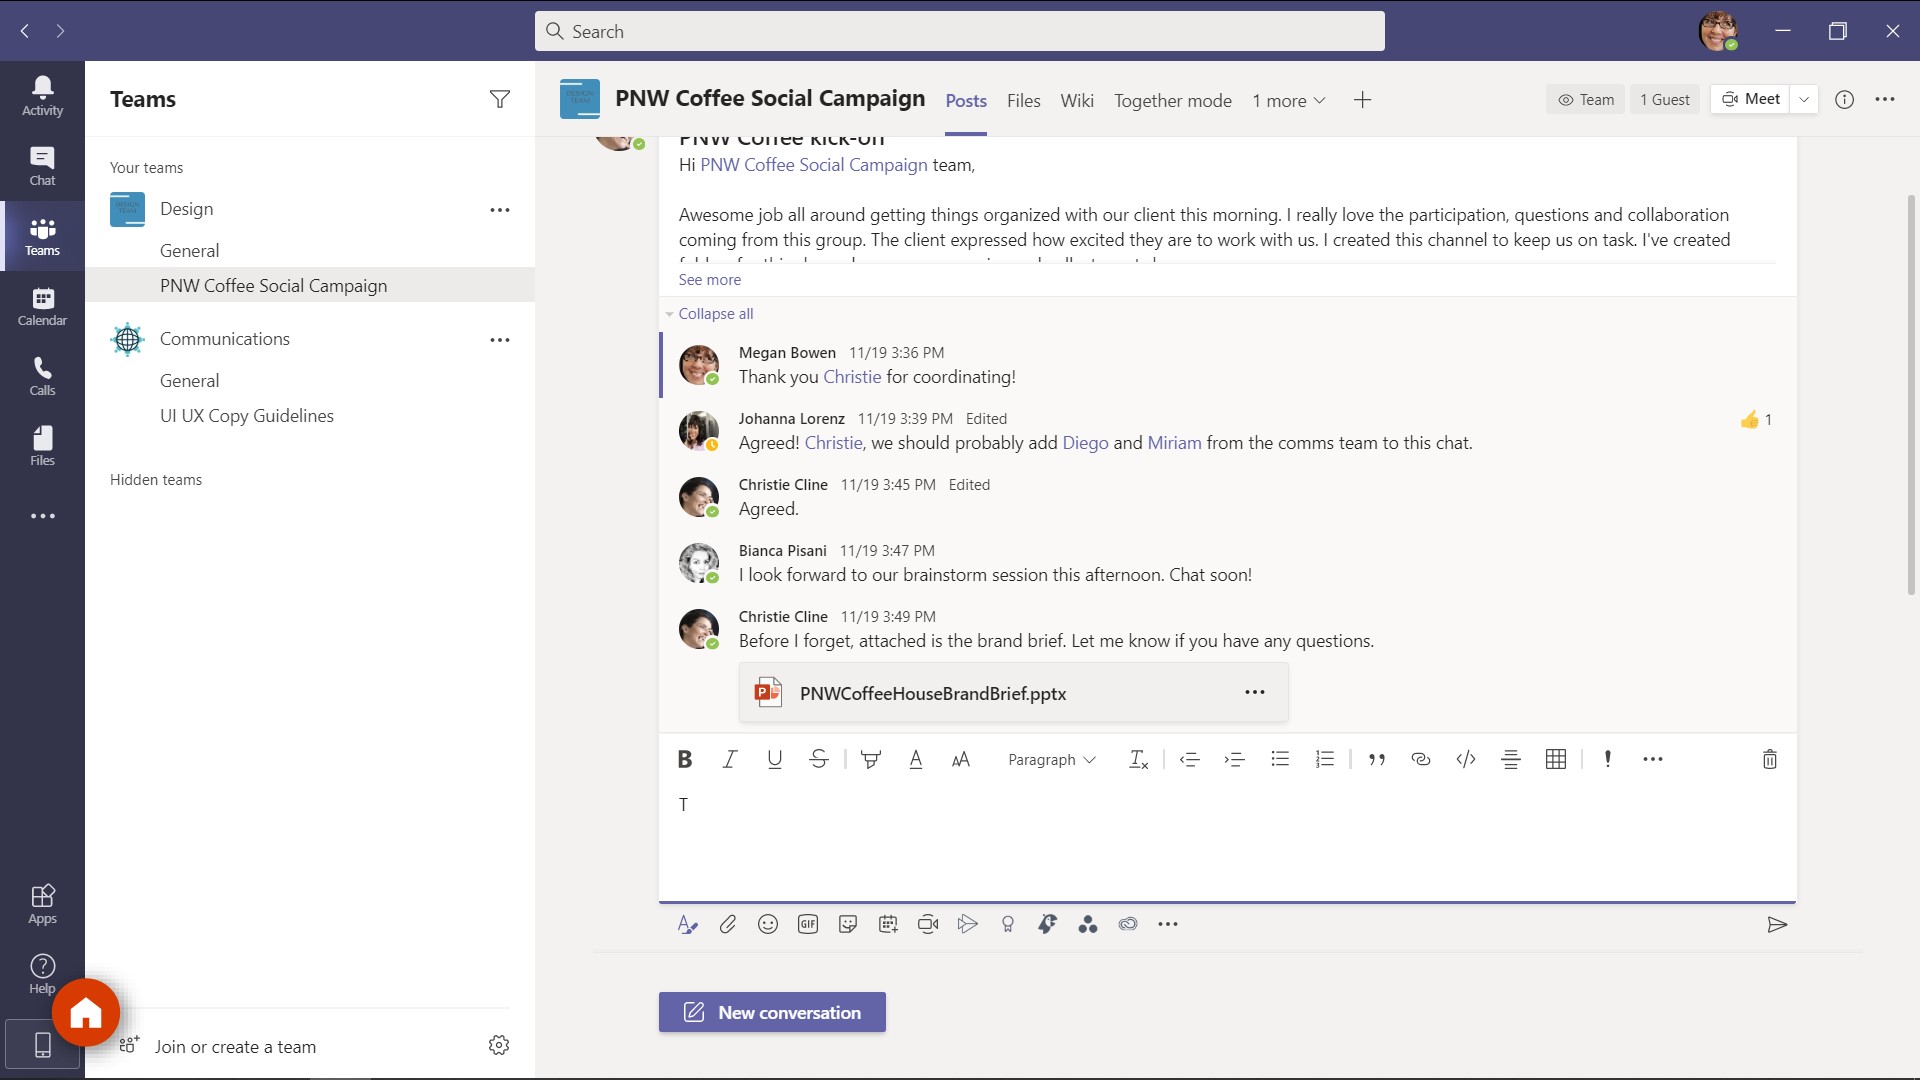 Search
Activity
Chat
Teams
Calendar
Calls
Files
Apps
Help
Teams
Your teams
Design
General
PNW Coffee Social Campaign
Communications
General
UI UX Copy Guidelines
Hidden teams
Join or create a team
DESIGN TEAM
PNW Coffee Social Campaign
Posts
Files
Wiki
Together mode
1 more
Team
1 Guest
Meet
PNW Coffee kick-off
Hi PNW Coffee Social Campaign team,
Awesome job all around getting things organized with our client this morning. I really love the participation, questions and collaboration
coming from this group. The client expressed how excited they are to work with us. I created this channel to keep us on task. I've created
See more
Collapse all
Megan Bowen 11/19 3:36 PM
Thank you Christie for coordinating!
Johanna Lorenz 11/19 3:39 PM Edited
1
Agreed! Christie, we should probably add Diego and Miriam from the comms team to this chat.
Christie Cline 11/19 3:45 PM Edited
Agreed.
Bianca Pisani 11/19 3:47 PM
I look forward to our brainstorm session this afternoon. Chat soon!
Christie Cline 11/19 3:49 PM
Before I forget, attached is the brand brief. Let me know if you have any questions.
PNWCoffeeHouseBrandBrief.pptx
Paragraph
T
GIF
New conversation